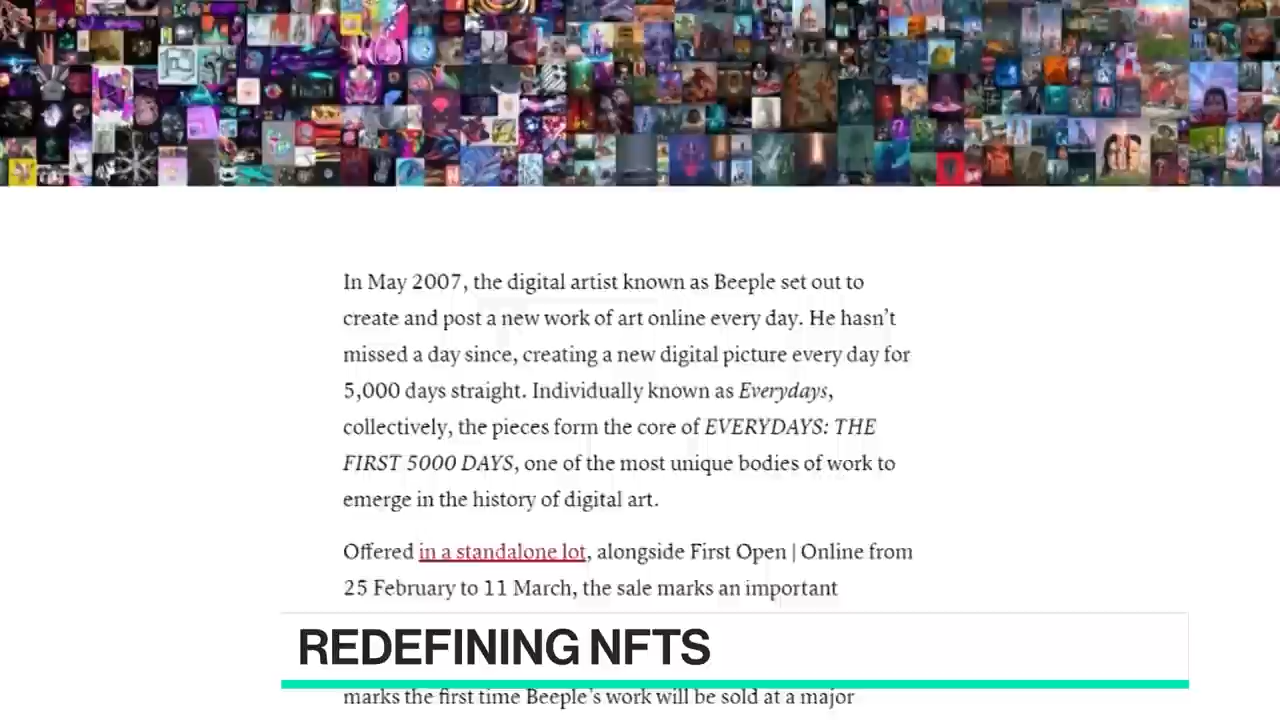 In May 2007, the digital artist known as Beeple set out to
create and post a new work of art online every day. He hasn’t
missed a day since, creating a new digital picture every day for
5,000 days straight. Individually known as Everydays,
collectively, the pieces form the core of EVERYDAYS: THE
FIRST 5000 DAYS, one of the most unique bodies of work to
emerge in the history of digital art.
Offered in a standalone lot, alongside First Open | Online from
25 February to 11 March, the sale marks an important
REDEFINING NFTS
marks the first time Beeple’s work will be sold at a major